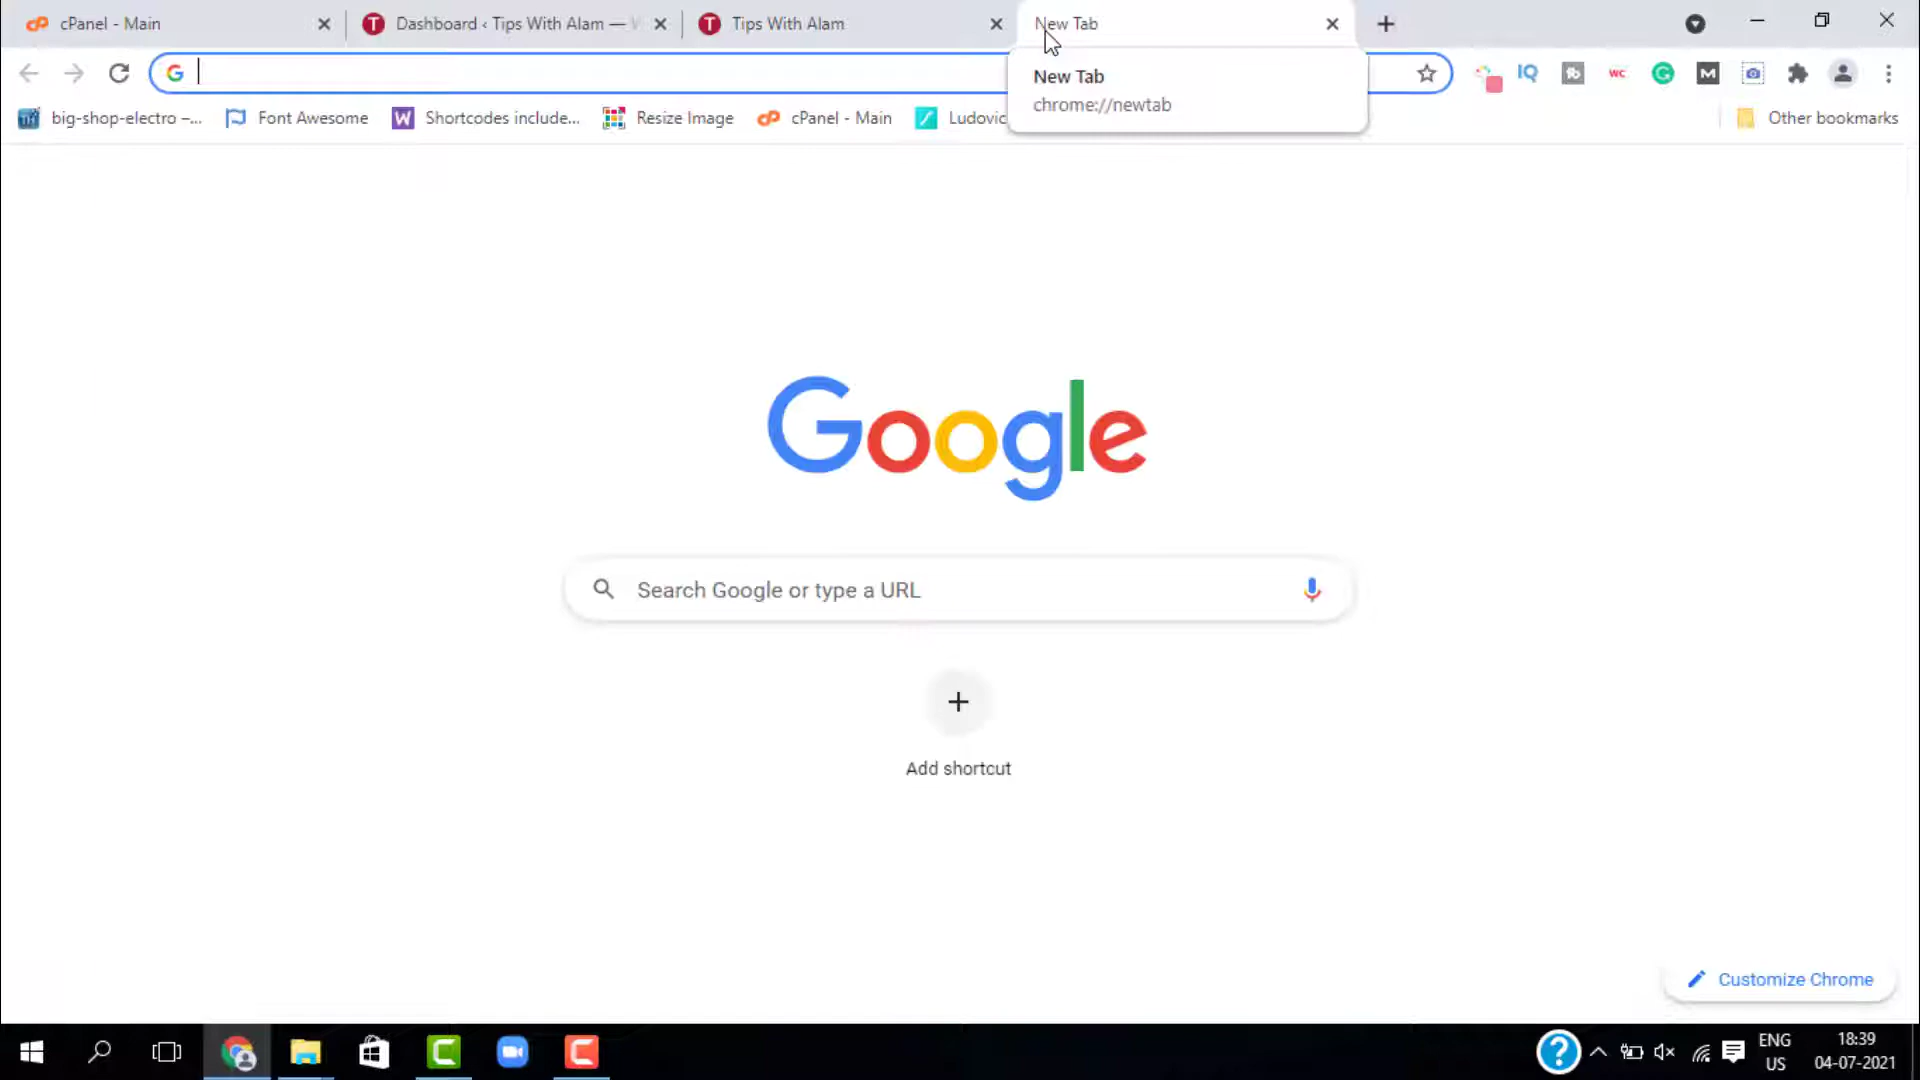 cPanel - Main
Dashboard ‹ Tips With Alam —
Tips With Alam
New Tab
New Tab
chrome://newtab
big-shop-electro –...
Font Awesome
Shortcodes include...
Resize Image
cPanel - Main
Ludovic
Other bookmarks
Google
Search Google or type a URL
Add shortcut
Customize Chrome
ENG
US
18:39
04-07-2021